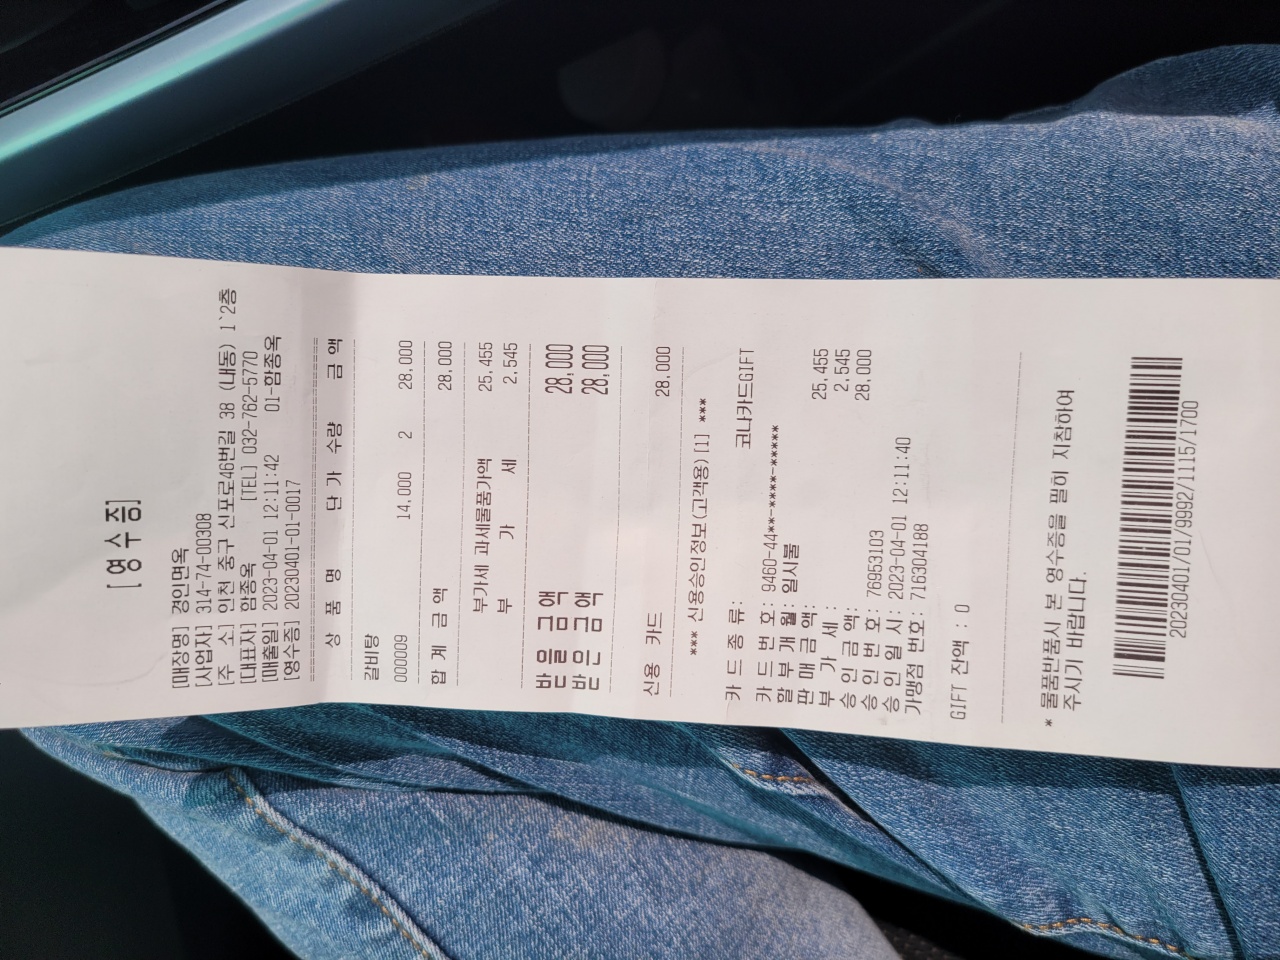 [영수증]
[매장명] 경인면옥
[사업자] 314-74-00308
[주 소] 인천 중구 신포로46번길 38 (내동) 1`2층
[대표자] 함종옥 [TEL] 032-762-5770
[매출일] 2023-04-01 12:11:42 01-함종옥
[영수증] 20230401-01-0017
상 품 명 단 가 수량 금 액
갈비탕
000009 14,000 2 28,000
합 계 금 액 28,000
부가세 과세물품가액 25,455
부 가 세 2,545
받을금액 28,000
받은금액 28,000
신용 카드 28,000
*** 신용승인정보(고객용) [1] ***
카 드 종 류: 코나카드GIFT
카 드 번 호: 9460-44**-****-*****
할 부 개 월: 일시불
판 매 금 액: 25,455
부 가 세 : 2,545
승 인 금 액: 28,000
승 인 번 호: 76953103
승 인 일 시: 2023-04-01 12:11:40
가맹점 번호: 716304188
GIFT 잔액 : 0
* 물품반품시 본 영수증을 필히 지참하여
주시기 바랍니다.
20230401/01/9992/1115/1700